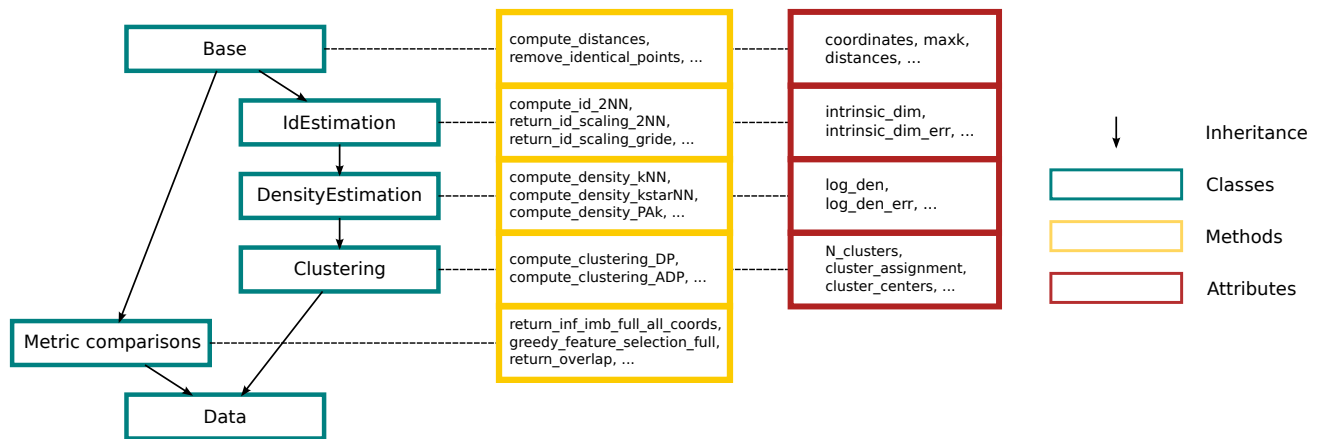 Base
compute_distances,
remove_identical_points, ...
coordinates, maxk,
distances, ...
IdEstimation
compute_id_2NN,
return_id_scaling_2NN,
return_id_scaling_gride, ...
intrinsic_dim,
intrinsic_dim_err, ...
DensityEstimation
compute_density_kNN,
compute_density_kstarNN,
compute_density_PAk, ...
log_den,
log_den_err, ...
Clustering
compute_clustering_DP,
compute_clustering_ADP, ...
N_clusters,
cluster_assignment,
cluster_centers, ...
Metric comparisons
return_inf_imb_full_all_coords,
greedy_feature_selection_full,
return_overlap, ...
Data
Inheritance
Classes
Methods
Attributes